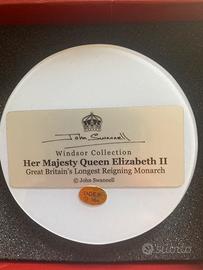 John Swannell
Windsor Collection
Her Majesty Queen Elizabeth II
Great Britain's Longest Reigning Monarch
© John Swannell
subito